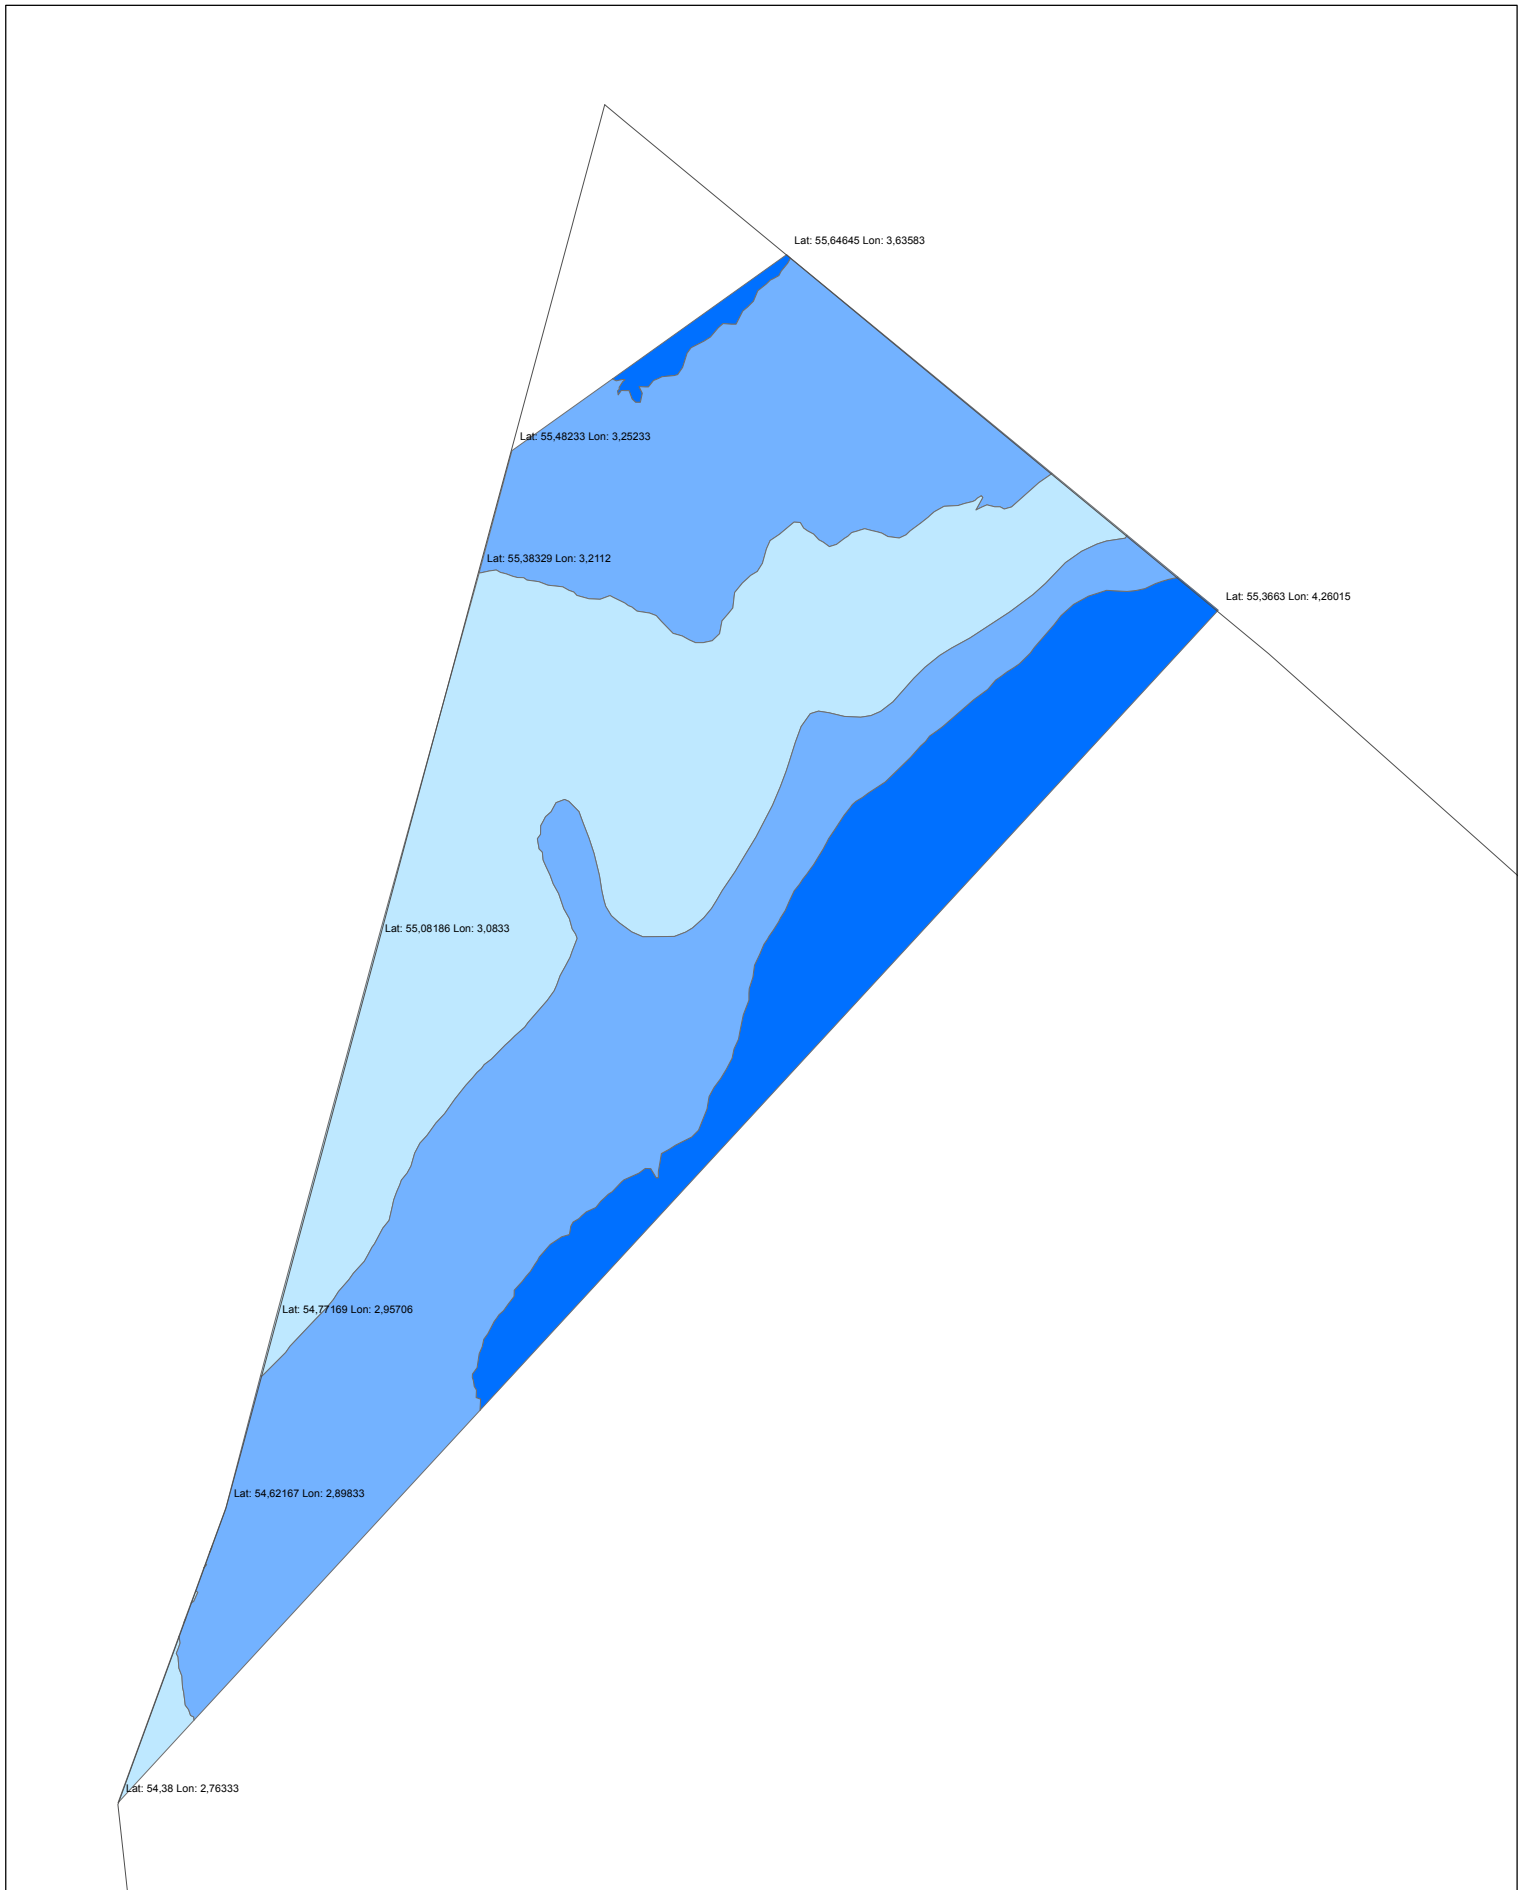 Lat: 55,64645 Lon: 3,63583
Lat: 55,48233 Lon: 3,25233
Lat: 55,38329 Lon: 3,2112
Lat: 55,3663 Lon: 4,26015
Lat: 55,08186 Lon: 3,0833
Lat: 54,77169 Lon: 2,95706
Lat: 54,62167 Lon: 2,89833
Lat: 54,38 Lon: 2,76333